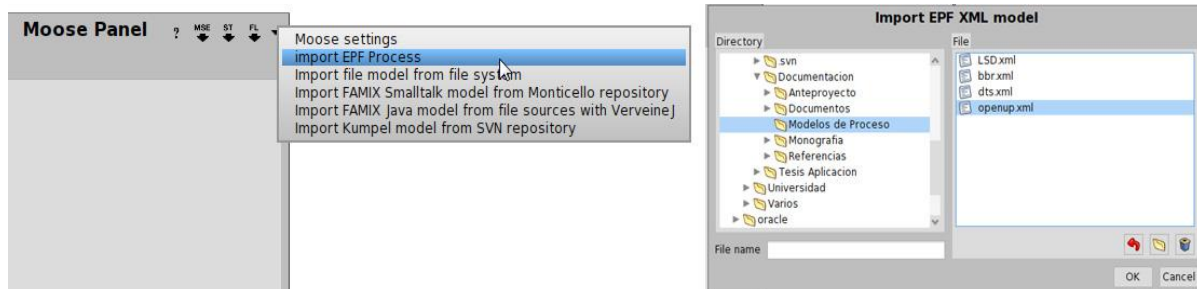 Moose Panel ? MSE ST FL
Moose settings
import EPF Process
Import file model from file system
Import FAMIX Smalltalk model from Monticello repository
Import FAMIX Java model from file sources with VerveineJ
Import Kumpel model from SVN repository
Import EPF XML model
Directory
svn
Documentacion
Anteproyecto
Documentos
Modelos de Proceso
Monografia
Referencias
Tesis Aplicacion
Universidad
Varios
oracle
File
LSD.xml
bbr.xml
dts.xml
openup.xml
File name
OK Cancel